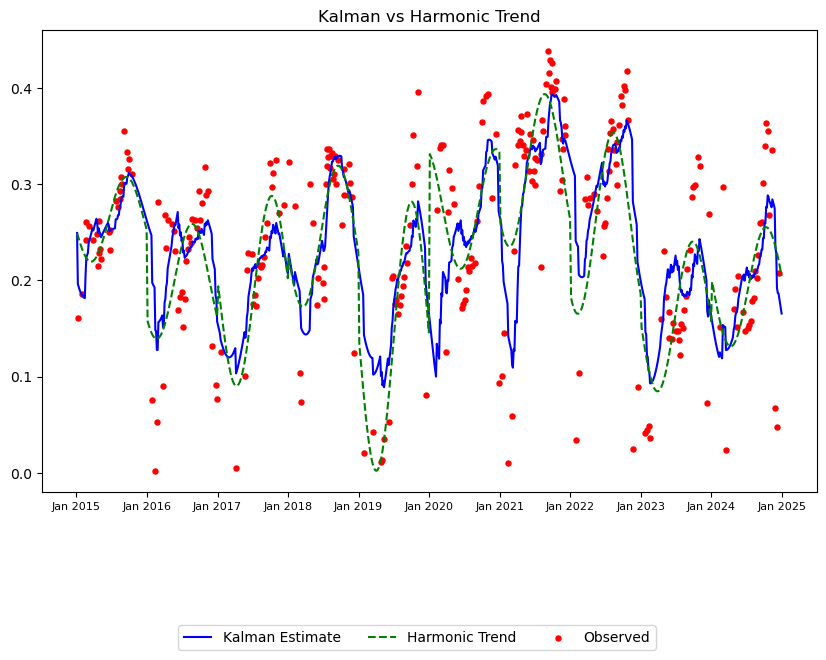 Kalman vs Harmonic Trend
0.4
0.3
0.2
0.1
0.0
Jan 2015 Jan 2016 Jan 2017 Jan 2018 Jan 2019 Jan 2020 Jan 2021 Jan 2022 Jan 2023 Jan 2024 Jan 2025
Kalman Estimate Harmonic Trend Observed